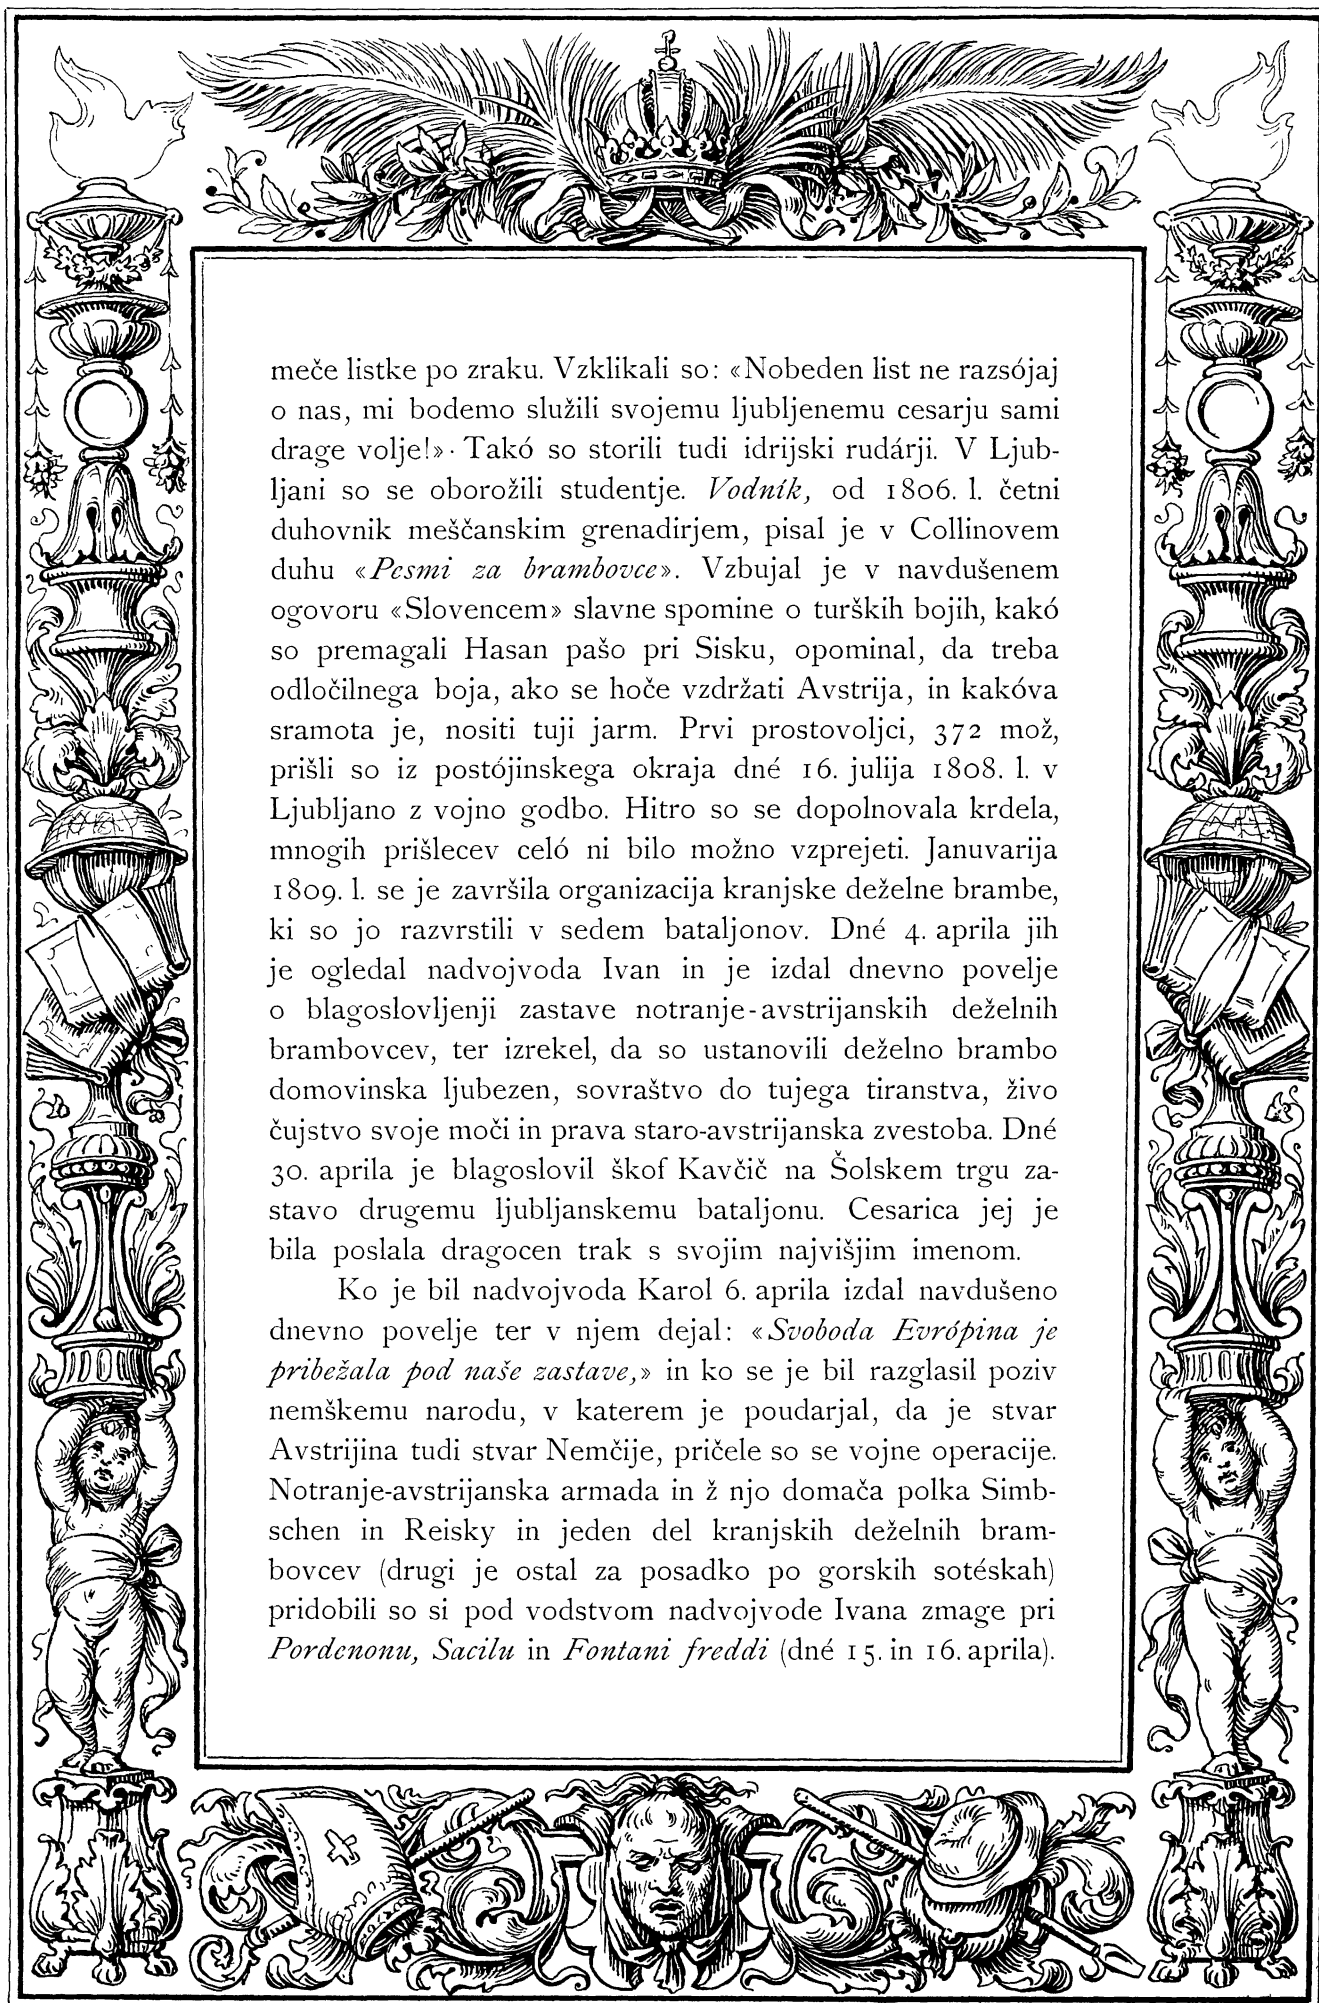 meče listke po zraku. Vzklikali so: «Nobeden list ne razsójaj
o nas, mi bodemo služili svojemu ljubljenemu cesarju sami
drage volje!» · Takó so storili tudi idrijski rudárji. V Ljub-
ljani so se oborožili studentje. Vodnik, od 1806. l. četni
duhovnik meščanskim grenadirjem, pisal je v Collinovem
duhu «Pesmi za brambovce». Vzbujal je v navdušenem
ogovoru «Slovencem» slavne spomine o turških bojih, kakó
so premagali Hasan pašo pri Sisku, opominal, da treba
odločilnega boja, ako se hoče vzdržati Avstrija, in kakóva
sramota je, nositi tuji jarm. Prvi prostovoljci, 372 mož,
prišli so iz postójinskega okraja dné 16. julija 1808. l. v
Ljubljano z vojno godbo. Hitro so se dopolnovala krdela,
mnogih prišlecev celó ni bilo možno vzprejeti. Januvarija
1809. l. se je završila organizacija kranjske deželne brambe,
ki so jo razvrstili v sedem bataljonov. Dné 4. aprila jih
je ogledal nadvojvoda Ivan in je izdal dnevno povelje
o blagoslovljenji zastave notranje-avstrijanskih deželnih
brambovcev, ter izrekel, da so ustanovili deželno brambo
domovinska ljubezen, sovraštvo do tujega tiranstva, živo
čujstvo svoje moči in prava staro-avstrijanska zvestoba. Dné
30. aprila je blagoslovil škof Kavčič na Šolskem trgu za-
stavo drugemu ljubljanskemu bataljonu. Cesarica jej je
bila poslala dragocen trak s svojim najvišjim imenom.
Ko je bil nadvojvoda Karol 6. aprila izdal navdušeno
dnevno povelje ter v njem dejal: «Svoboda Evrópina je
pribežala pod naše zastave,» in ko se je bil razglasil poziv
nemškemu narodu, v katerem je poudarjal, da je stvar
Avstrijina tudi stvar Nemčije, pričele so se vojne operacije.
Notranje-avstrijanska armada in ž njo domača polka Simb-
schen in Reisky in jeden del kranjskih deželnih bram-
bovcev (drugi je ostal za posadko po gorskih sotéskah)
pridobili so si pod vodstvom nadvojvode Ivana zmage pri
Pordenonu, Sacilu in Fontani freddi (dné 15. in 16. aprila).